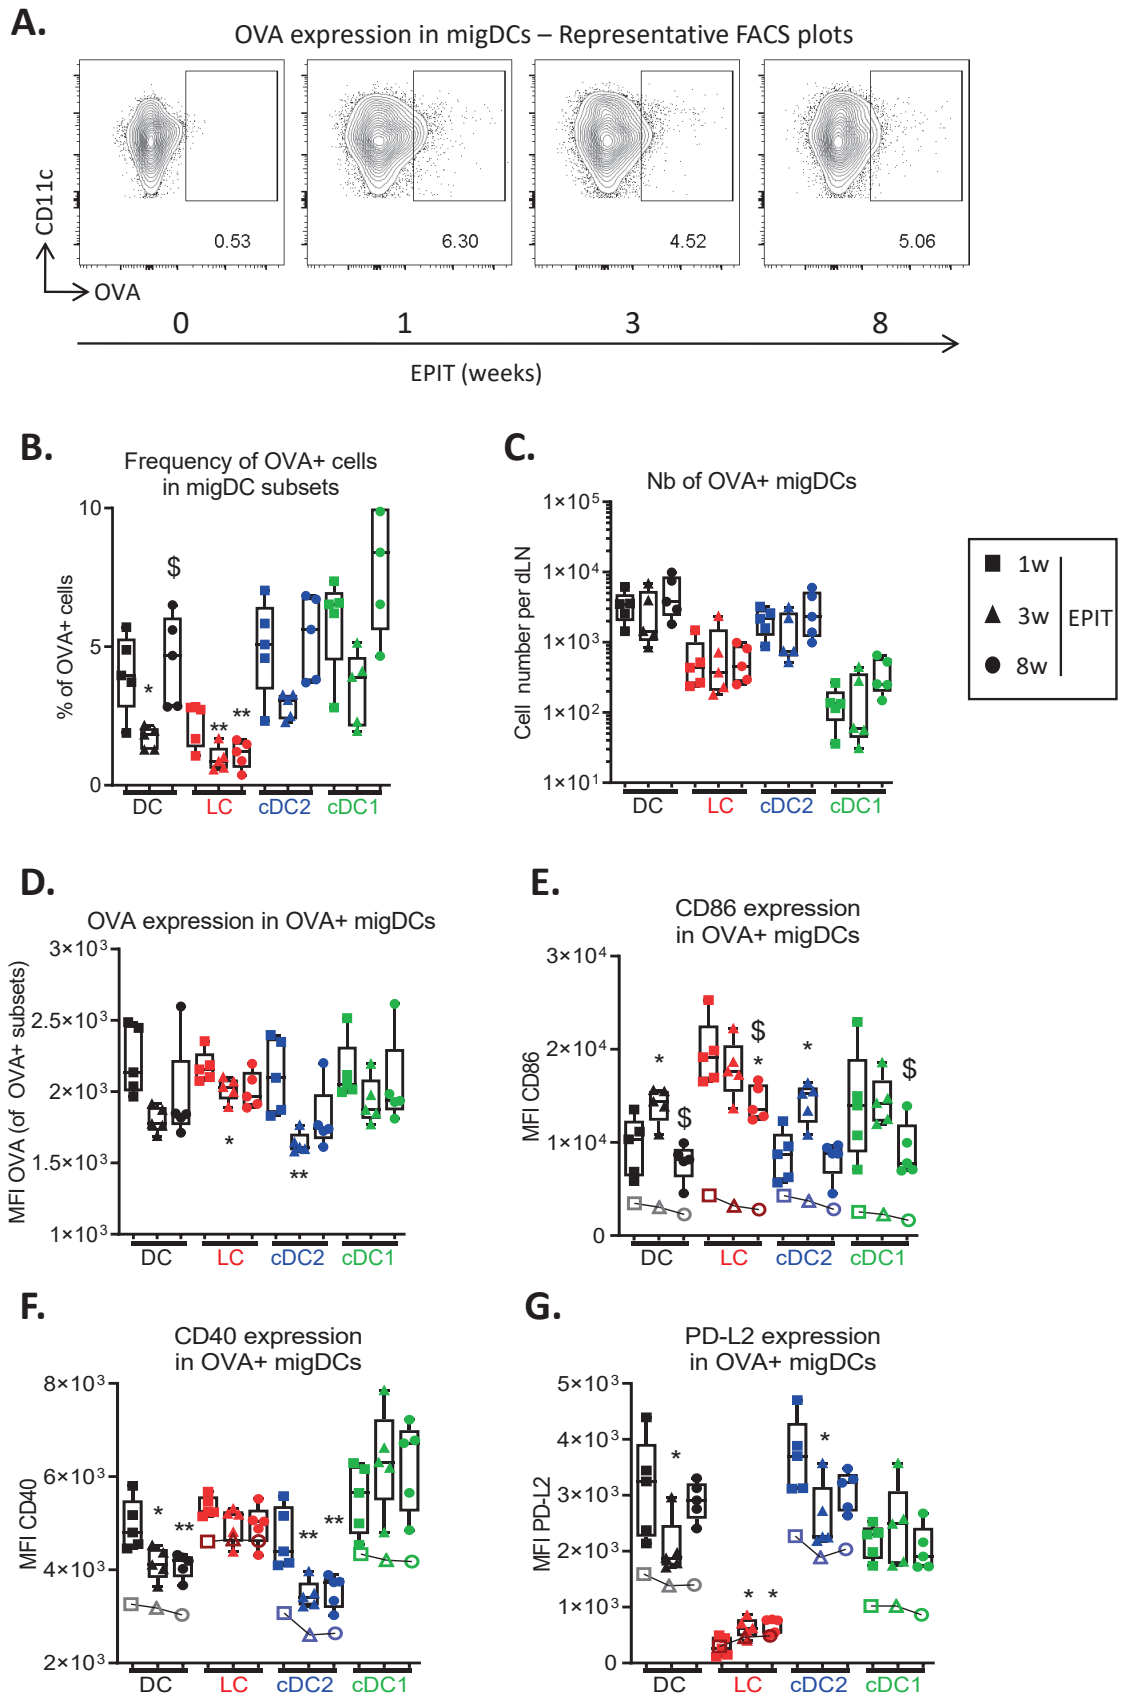 A.
OVA expression in migDCs – Representative FACS plots
CD11c
0.53
6.30
4.52
5.06
OVA
0
1
3
8
EPIT (weeks)
B.
Frequency of OVA+ cells
in migDC subsets
% of OVA+ cells
10
5
0
*
$
**
**
DC
LC
cDC2
cDC1
C.
Nb of OVA+ migDCs
Cell number per dLN
1×10⁵
1×10⁴
1×10³
1×10²
1×10¹
DC
LC
cDC2
cDC1
1w
3w
8w
EPIT
D.
OVA expression in OVA+ migDCs
MFI OVA (of OVA+ subsets)
3×10³
2.5×10³
2×10³
1.5×10³
1×10³
*
**
DC
LC
cDC2
cDC1
E.
CD86 expression
in OVA+ migDCs
MFI CD86
3×10⁴
2×10⁴
1×10⁴
0
*
$
$
*
*
$
DC
LC
cDC2
cDC1
F.
CD40 expression
in OVA+ migDCs
MFI CD40
8×10³
6×10³
4×10³
2×10³
*
**
**
**
DC
LC
cDC2
cDC1
G.
PD-L2 expression
in OVA+ migDCs
MFI PD-L2
5×10³
4×10³
3×10³
2×10³
1×10³
0
*
*
*
*
DC
LC
cDC2
cDC1